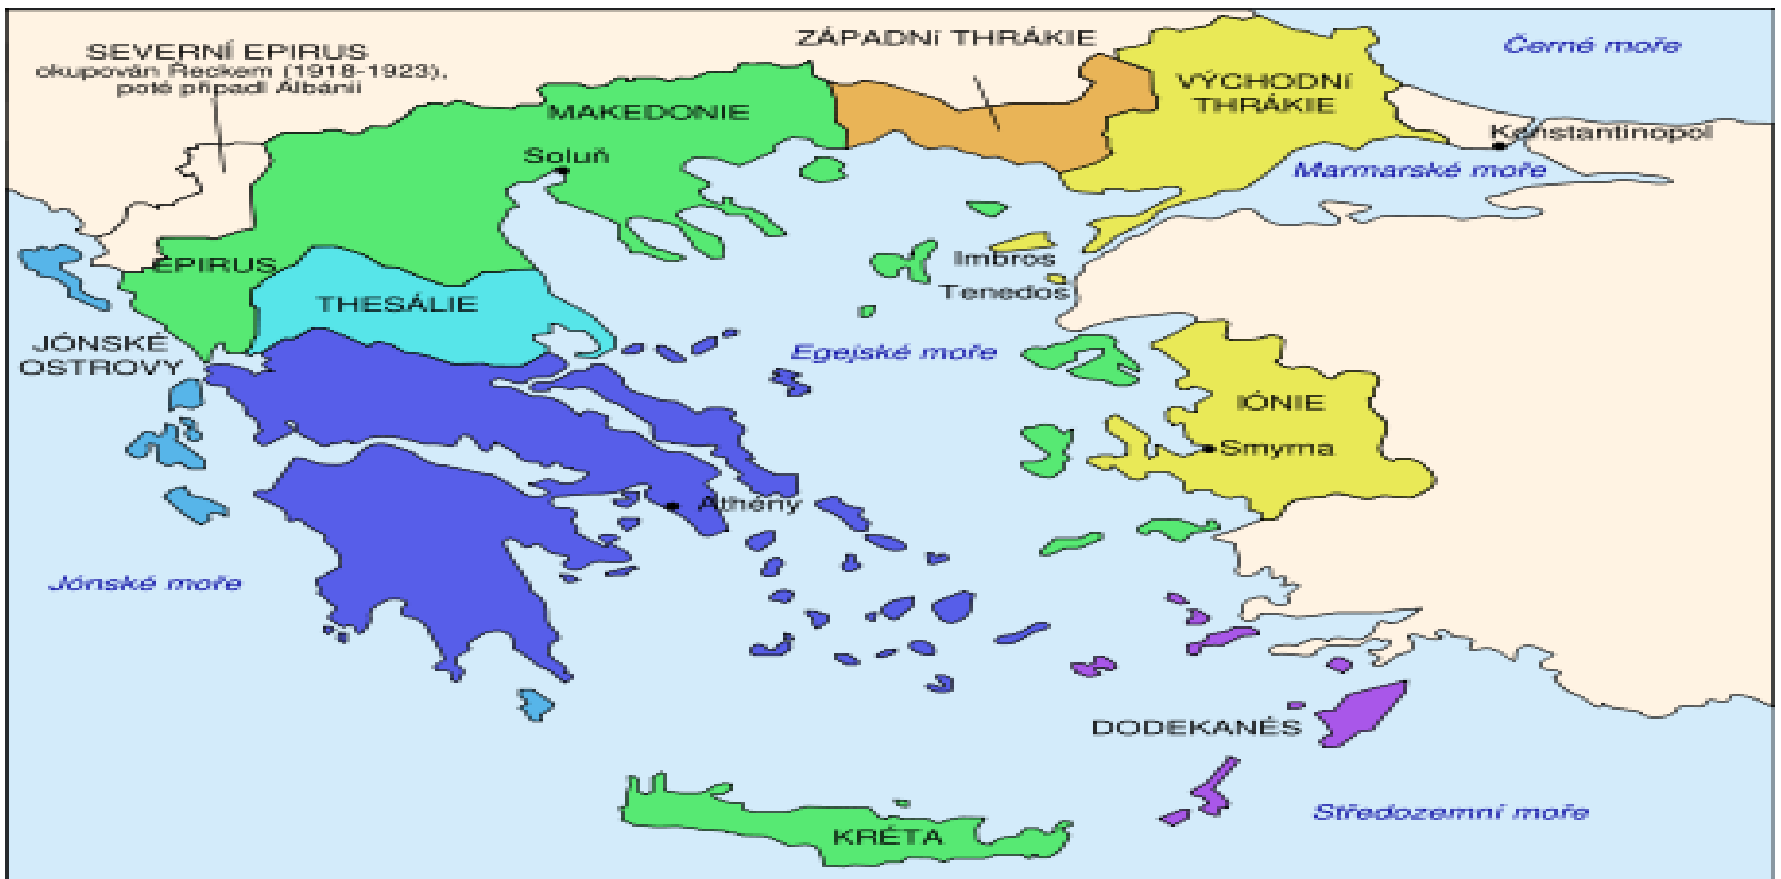 SEVERNÍ EPIRUS
okupován Řeckem (1918-1923),
poté připadl Albánii
ZÁPADNí THRÁKIE
Černé moře
VÝCHODNí
THRÁKIE
MAKEDONIE
Konstantinopol
Soluň
Marmarské moře
EPIRUS
Imbros
THESÁLIE
Tenedos
JÓNSKÉ
OSTROVY
Egejské moře
IÓNIE
Smyrna
Athény
Jónské moře
DODEKANÉS
Středozemní moře
KRÉTA